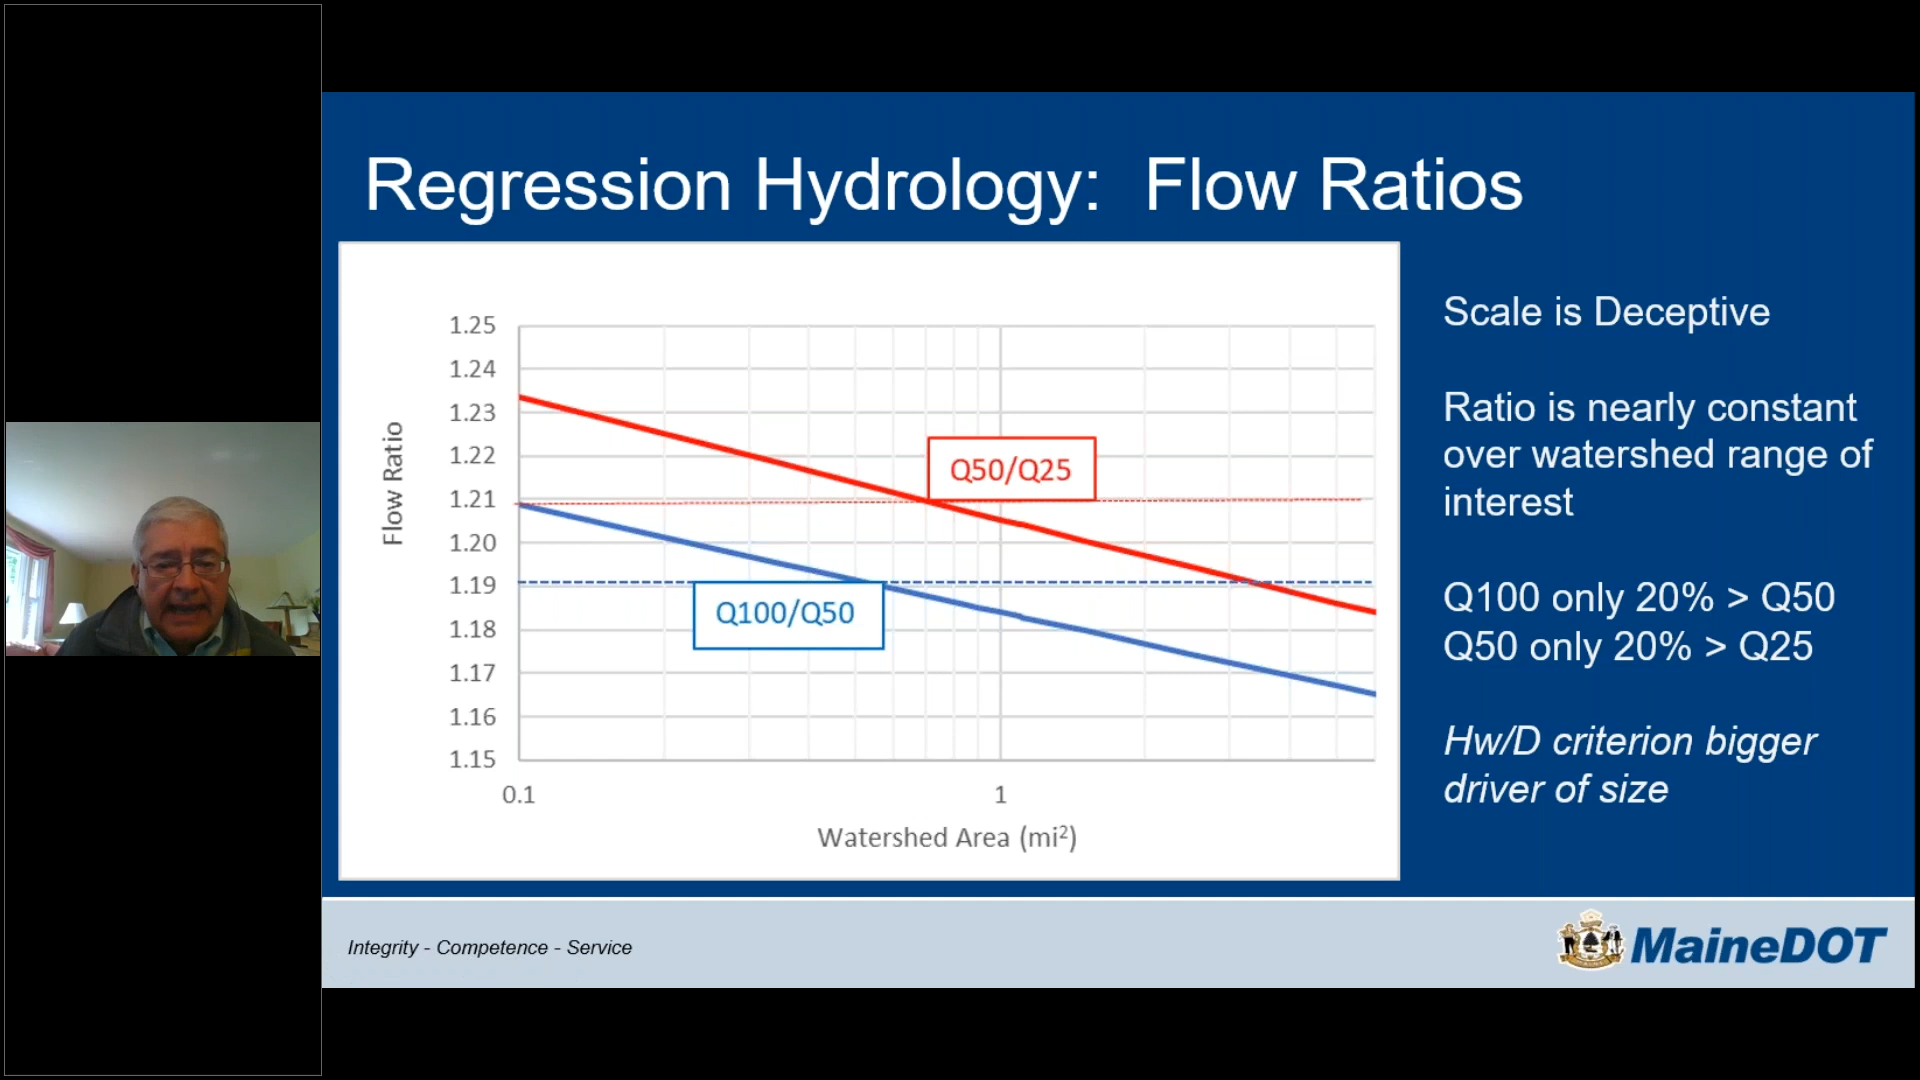 Regression Hydrology: Flow Ratios
1.25
1.24
1.23
1.22
1.21
1.20
1.19
1.18
1.17
1.16
1.15
Flow Ratio
Q50/Q25
Q100/Q50
0.1
1
Watershed Area (mi²)
Scale is Deceptive
Ratio is nearly constant
over watershed range of
interest
Q100 only 20% > Q50
Q50 only 20% > Q25
Hw/D criterion bigger
driver of size
Integrity - Competence - Service
MaineDOT